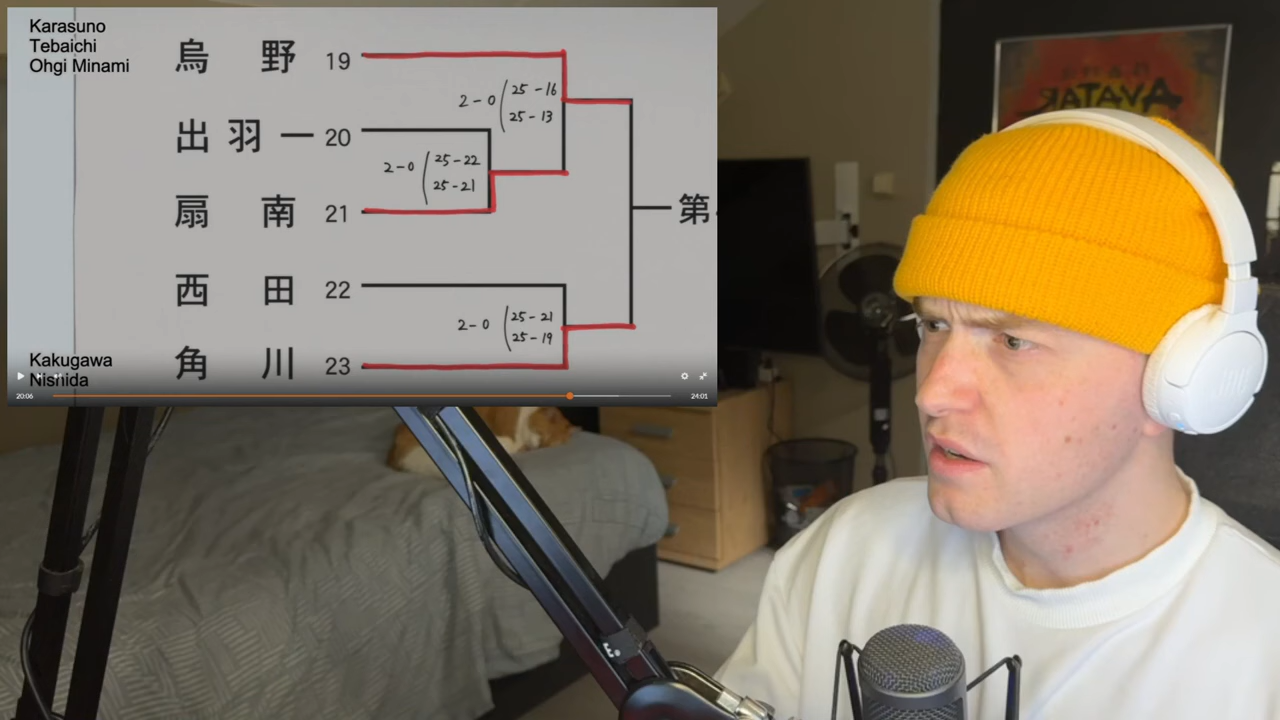 Karasuno
Tebaichi
Ohgi Minami
烏 野 19
2-0 (25-16
25-13
出 羽 一 20
2-0 (25-22
25-21
扇 南 21
第
西 田 22
2-0 (25-21
25-19
角 川 23
Kakugawa
Nishida
20:06
24:01
AVATAR